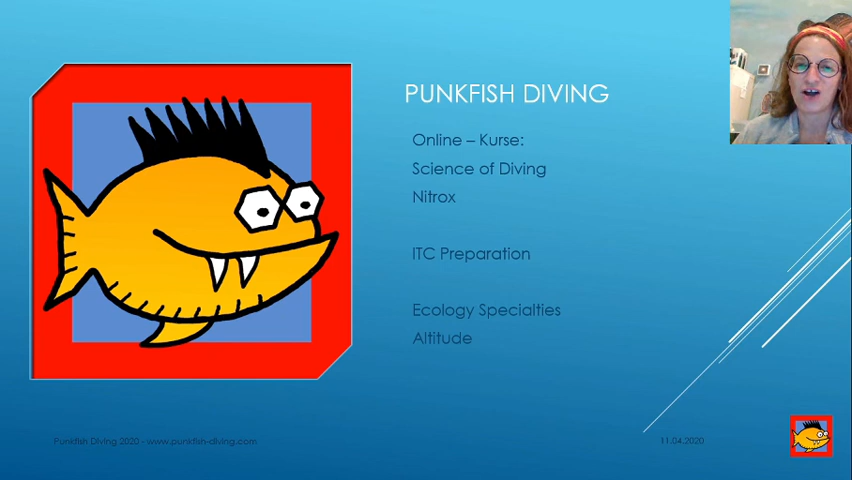 PUNKFISH DIVING
Online – Kurse:
Science of Diving
Nitrox
ITC Preparation
Ecology Specialties
Altitude
Punkfish Diving 2020 - www.punkfish-diving.com
11.04.2020